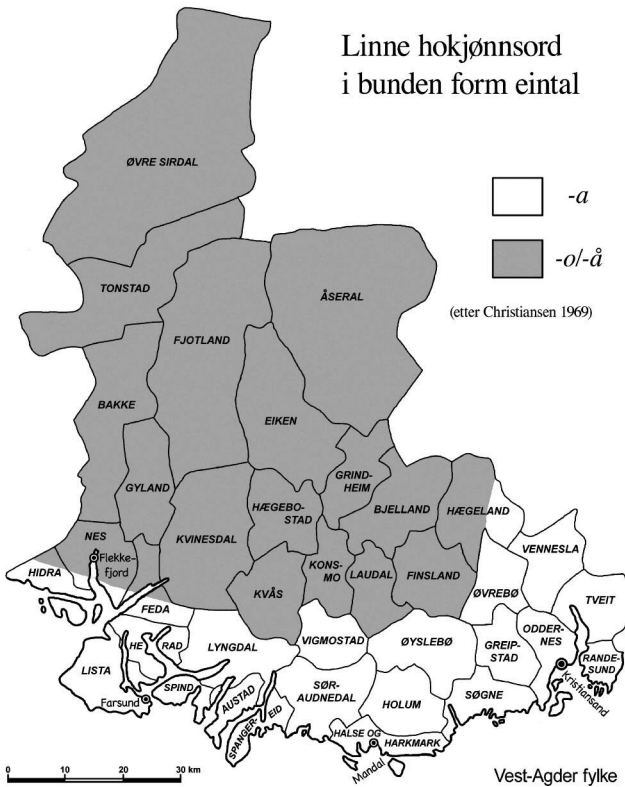 Linne hokjønnsord
i bunden form eintal
-a
-o/-å
(etter Christiansen 1969)
ØVRE SIRDAL
TONSTAD
FJOTLAND
ÅSERAL
BAKKE
EIKEN
GYLAND
GRIND-
HEIM
HÆGEBO-
STAD
BJELLAND
HÆGELAND
KVINESDAL
NES
Flekke-
fjord
HIDRA
KONS-
MO
LAUDAL
FINSLAND
KVÅS
VENNESLA
ØVREBØ
TVEIT
FEDA
HE
RAD
LYNGDAL
VIGMOSTAD
ØYSLEBØ
GREIP-
STAD
ODDER-
NES
RANDE-
SUND
LISTA
SPIND
AUSTAD
SPANGER-
EID
SØR-
AUDNEDAL
HOLUM
SØGNE
Kristiansand
Farsund
HALSE OG
HARKMARK
Mandal
0 10 20 30 km
Vest-Agder fylke